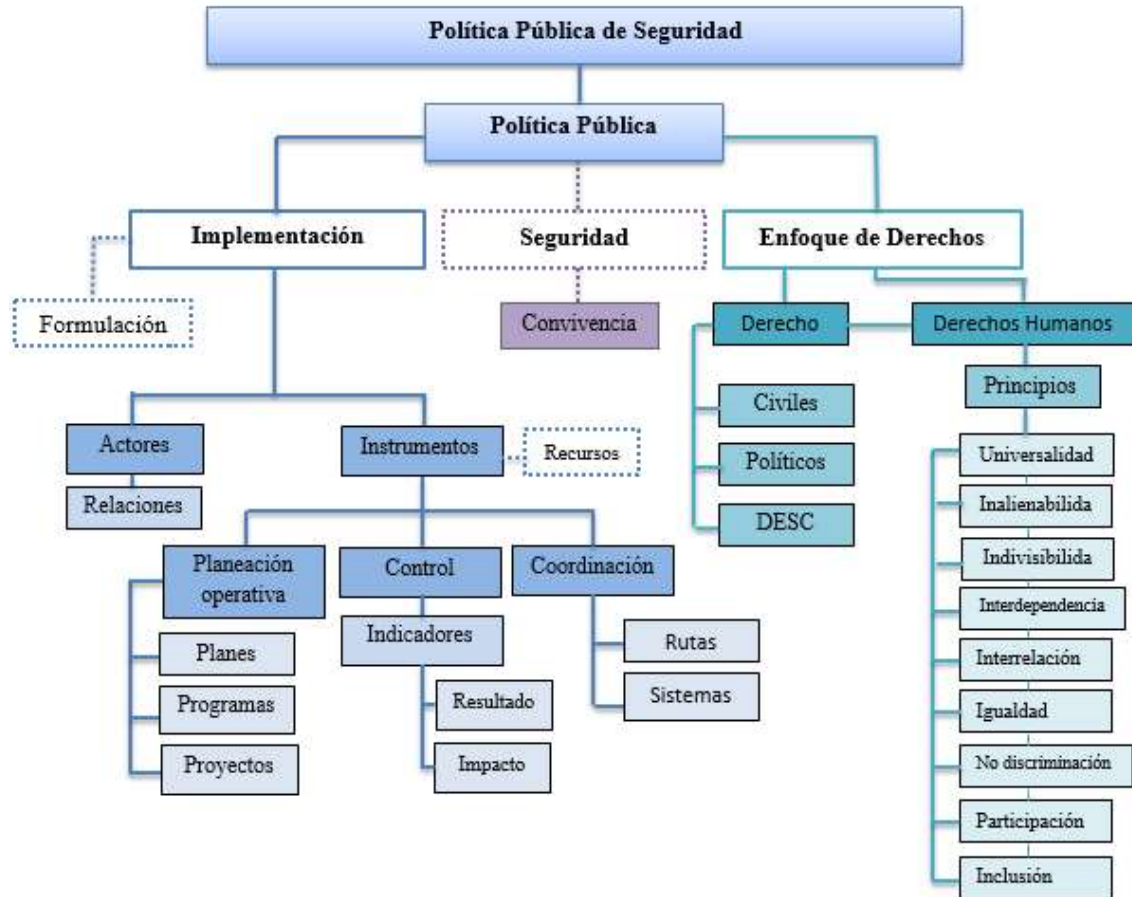 Política Pública de Seguridad
Política Pública
Implementación
Seguridad
Enfoque de Derechos
Formulación
Convivencia
Derecho
Derechos Humanos
Principios
Civiles
Políticos
DESC
Actores
Instrumentos
Recursos
Relaciones
Universalidad
Inalienabilida
Indivisibilida
Interdependencia
Interrelación
Igualdad
No discriminación
Participación
Inclusión
Planeación
operativa
Control
Coordinación
Planes
Programas
Proyectos
Indicadores
Resultado
Impacto
Rutas
Sistemas